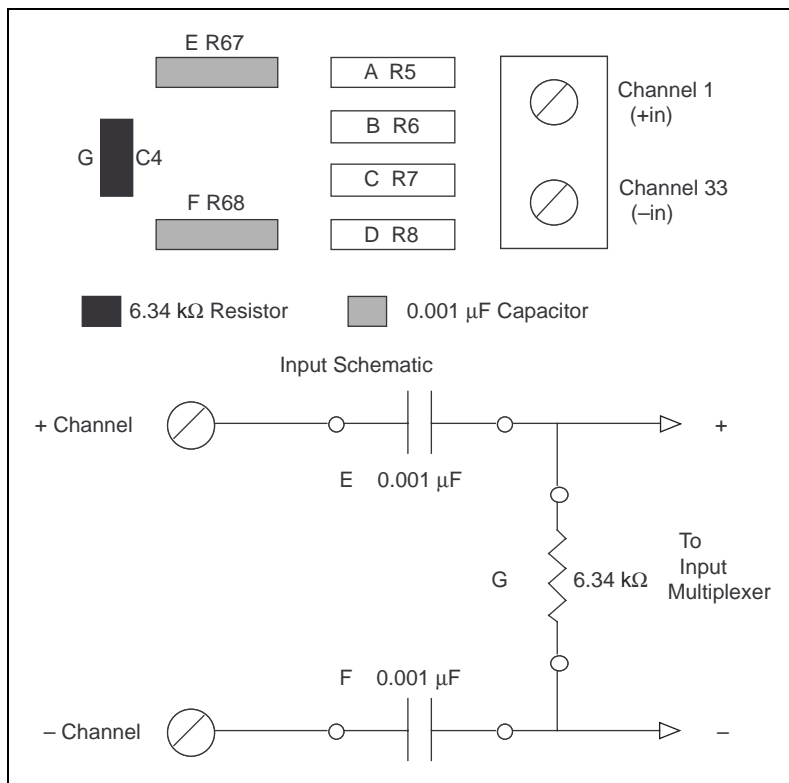 E R67
A R5
B R6
C R7
D R8
G
C4
F R68
Channel 1
(+in)
Channel 33
(–in)
6.34 kΩ Resistor
0.001 μF Capacitor
Input Schematic
+ Channel
+
E 0.001 μF
G
6.34 kΩ
To
Input
Multiplexer
F 0.001 μF
– Channel
–